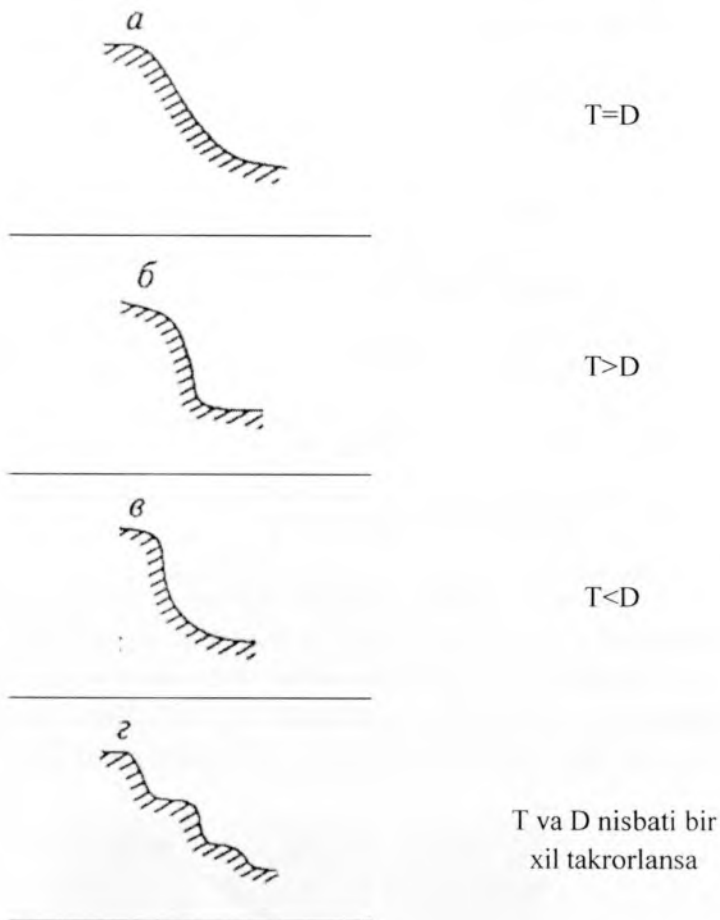 а
T=D
б
T>D
в
T<D
г
T va D nisbati bir
xil takrorlansa